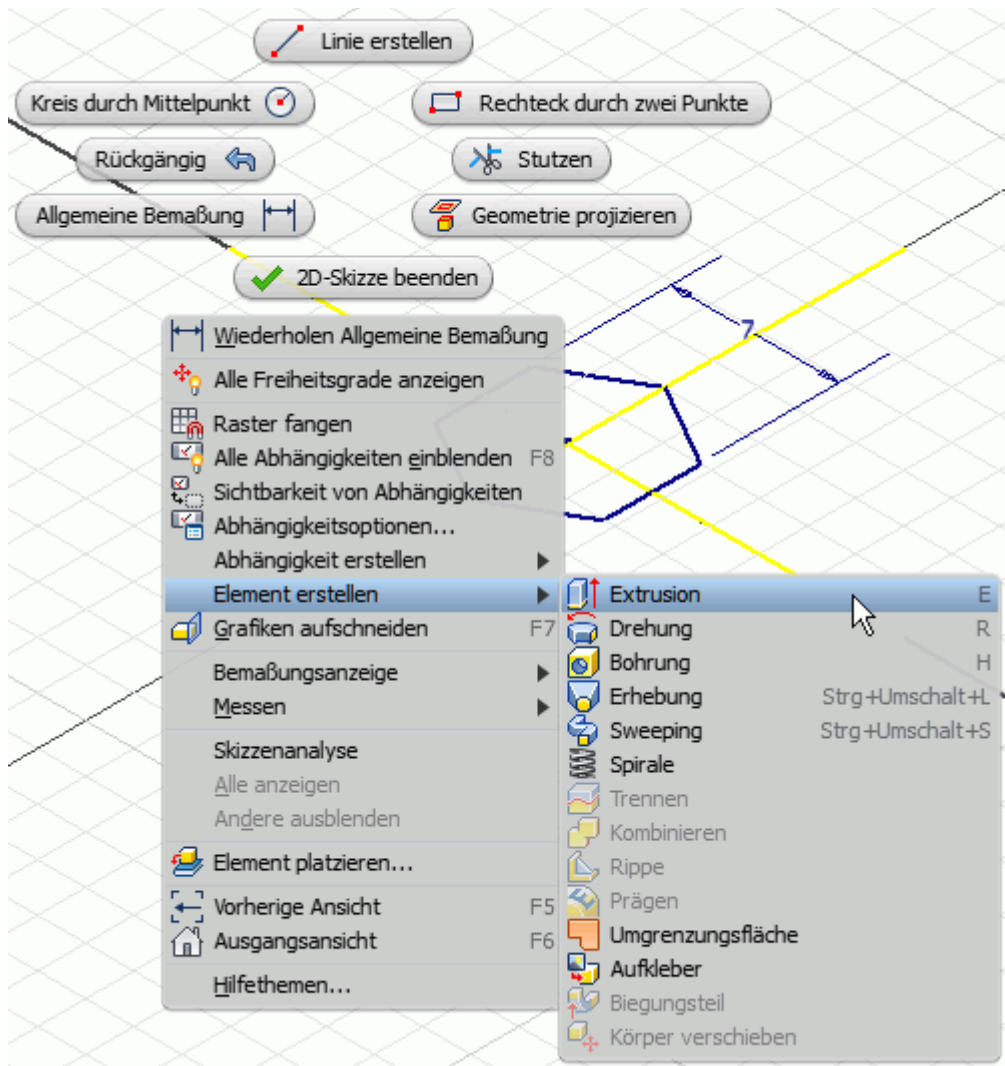 Linie erstellen
Kreis durch Mittelpunkt
Rechteck durch zwei Punkte
Rückgängig
Stutzen
Allgemeine Bemaßung
Geometrie projizieren
2D-Skizze beenden
7
Wiederholen Allgemeine Bemaßung
Alle Freiheitsgrade anzeigen
Raster fangen
Alle Abhängigkeiten einblenden F8
Sichtbarkeit von Abhängigkeiten
Abhängigkeitsoptionen...
Abhängigkeit erstellen
Element erstellen
Grafiken aufschneiden F7
Bemaßungsanzeige
Messen
Skizzenanalyse
Alle anzeigen
Andere ausblenden
Element platzieren...
Vorherige Ansicht F5
Ausgangsansicht F6
Hilfethemen...
Extrusion E
Drehung R
Bohrung H
Erhebung Strg+Umschalt+L
Sweeping Strg+Umschalt+S
Spirale
Trennen
Kombinieren
Rippe
Prägen
Umgrenzungsfläche
Aufkleber
Biegungsteil
Körper verschieben